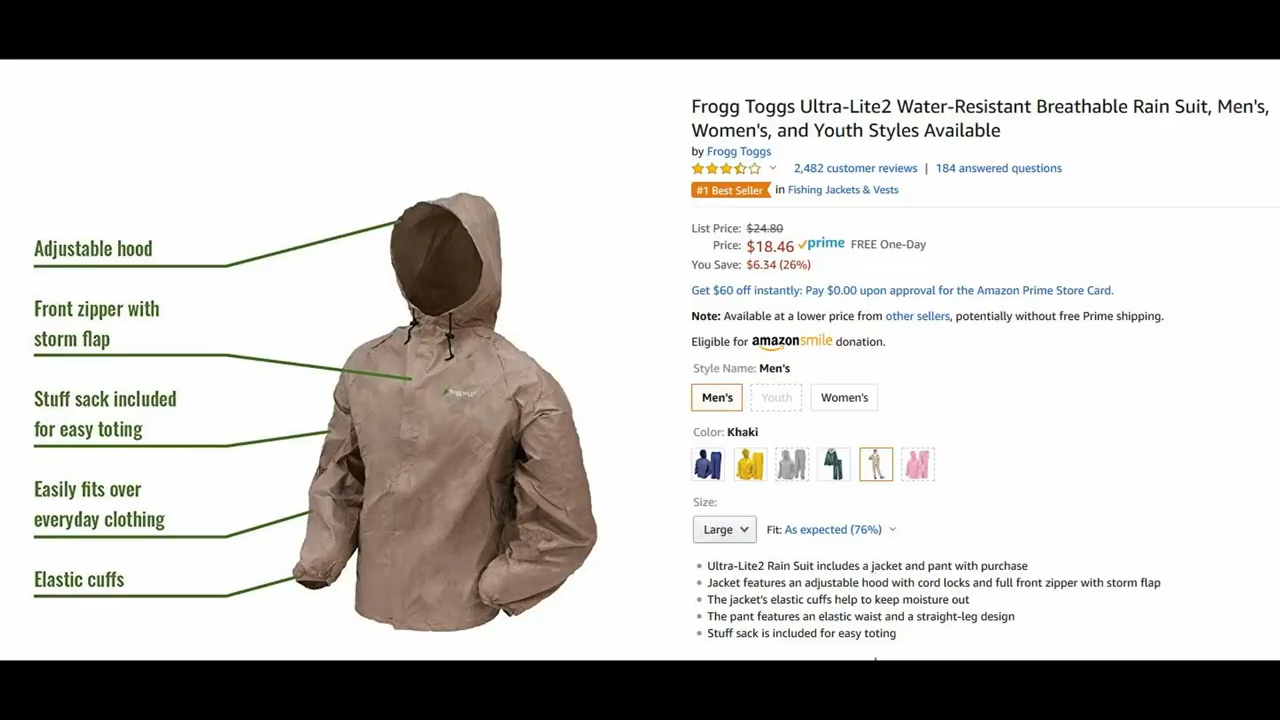 Adjustable hood
Front zipper with
storm flap
Stuff sack included
for easy toting
Easily fits over
everyday clothing
Elastic cuffs
Frogg Toggs Ultra-Lite2 Water-Resistant Breathable Rain Suit, Men's,
Women's, and Youth Styles Available
by Frogg Toggs
2,482 customer reviews | 184 answered questions
#1 Best Seller in Fishing Jackets & Vests
List Price: $24.80
Price: $18.46 prime FREE One-Day
You Save: $6.34 (26%)
Get $60 off instantly: Pay $0.00 upon approval for the Amazon Prime Store Card.
Note: Available at a lower price from other sellers, potentially without free Prime shipping.
Eligible for amazonsmile donation.
Style Name: Men's
Men's Youth Women's
Color: Khaki
Size:
Large Fit: As expected (76%)
Ultra-Lite2 Rain Suit includes a jacket and pant with purchase
Jacket features an adjustable hood with cord locks and full front zipper with storm flap
The jacket's elastic cuffs help to keep moisture out
The pant features an elastic waist and a straight-leg design
Stuff sack is included for easy toting